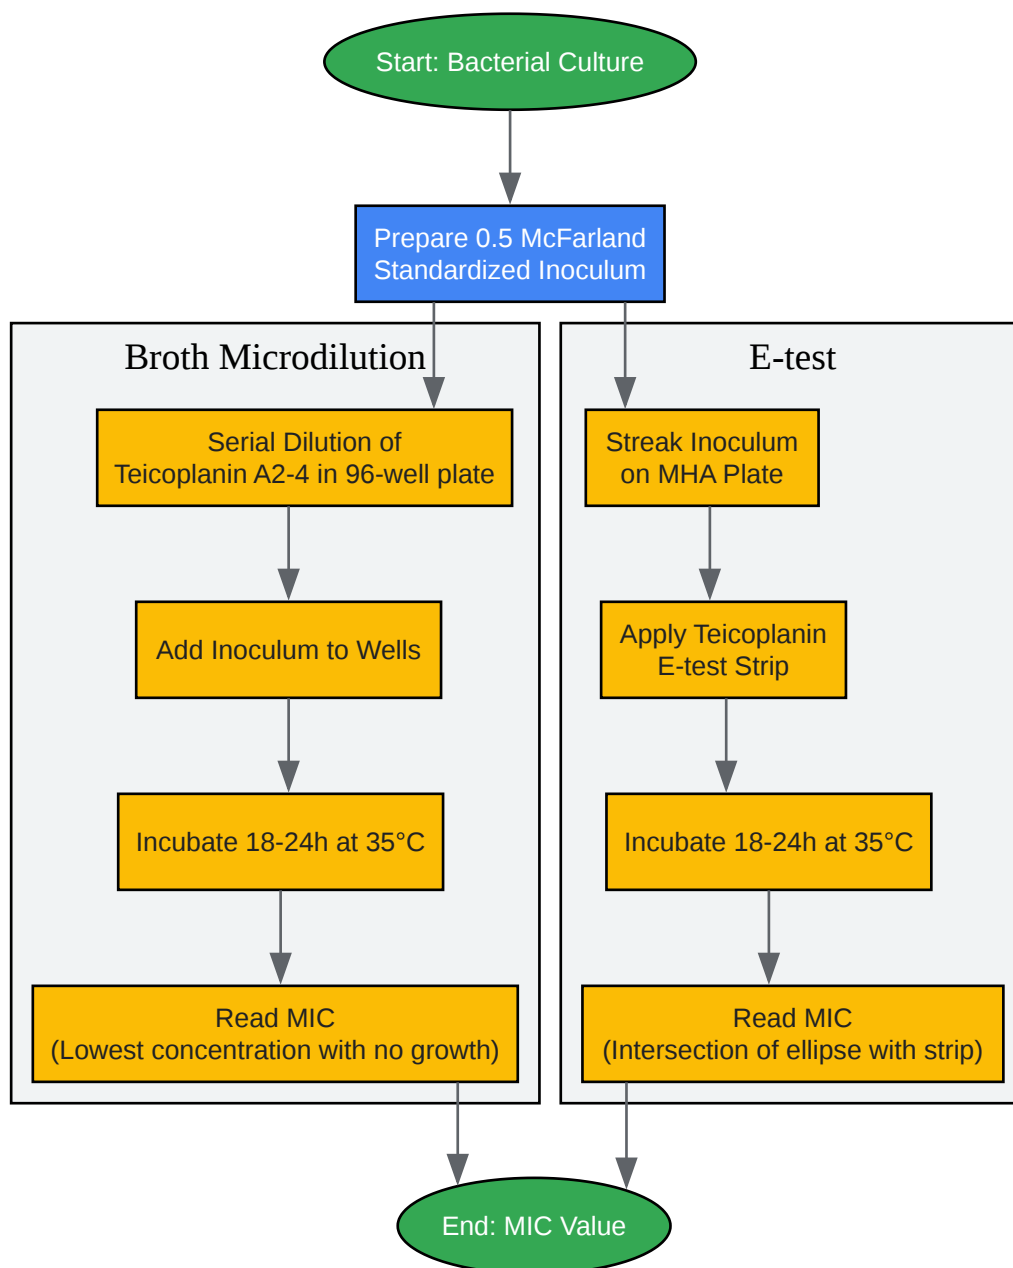 Start: Bacterial Culture
Prepare 0.5 McFarland
Standardized Inoculum
Broth Microdilution
Serial Dilution of
Teicoplanin A2-4 in 96-well plate
Add Inoculum to Wells
Incubate 18-24h at 35°C
Read MIC
(Lowest concentration with no growth)
E-test
Streak Inoculum
on MHA Plate
Apply Teicoplanin
E-test Strip
Incubate 18-24h at 35°C
Read MIC
(Intersection of ellipse with strip)
End: MIC Value